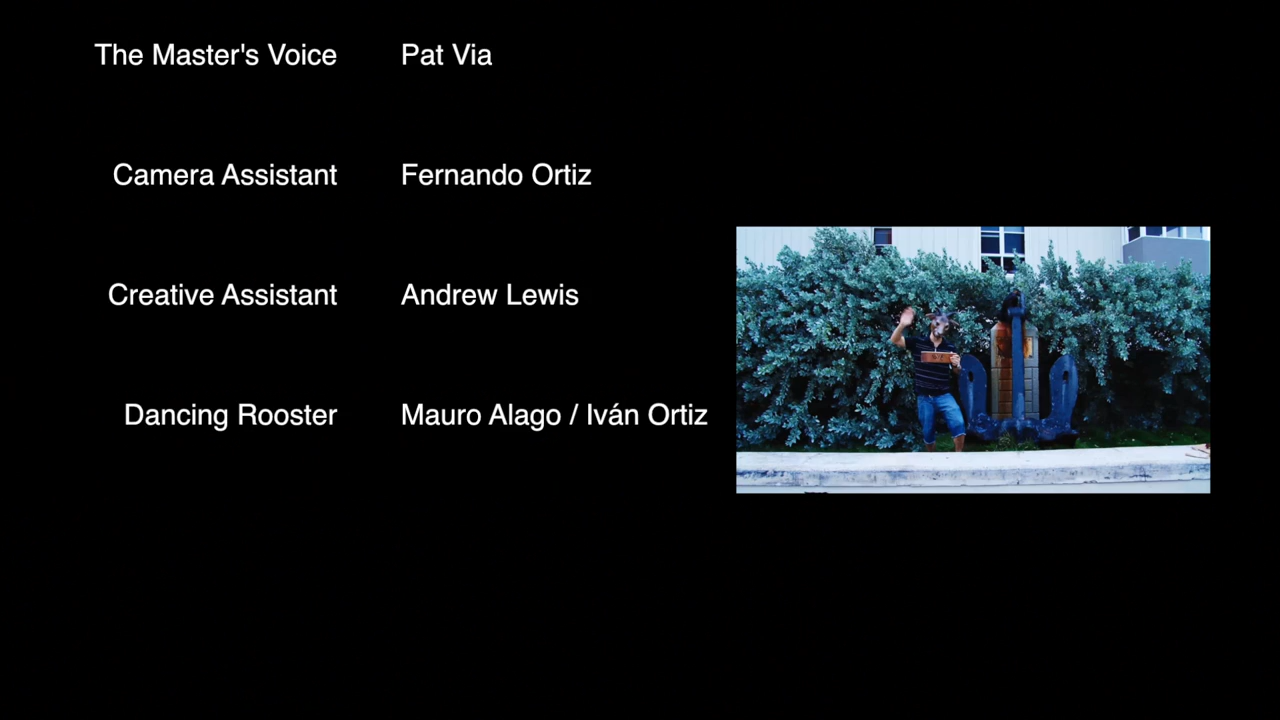 The Master's Voice Pat Via
Camera Assistant Fernando Ortiz
Creative Assistant Andrew Lewis
Dancing Rooster Mauro Alago / Iván Ortiz